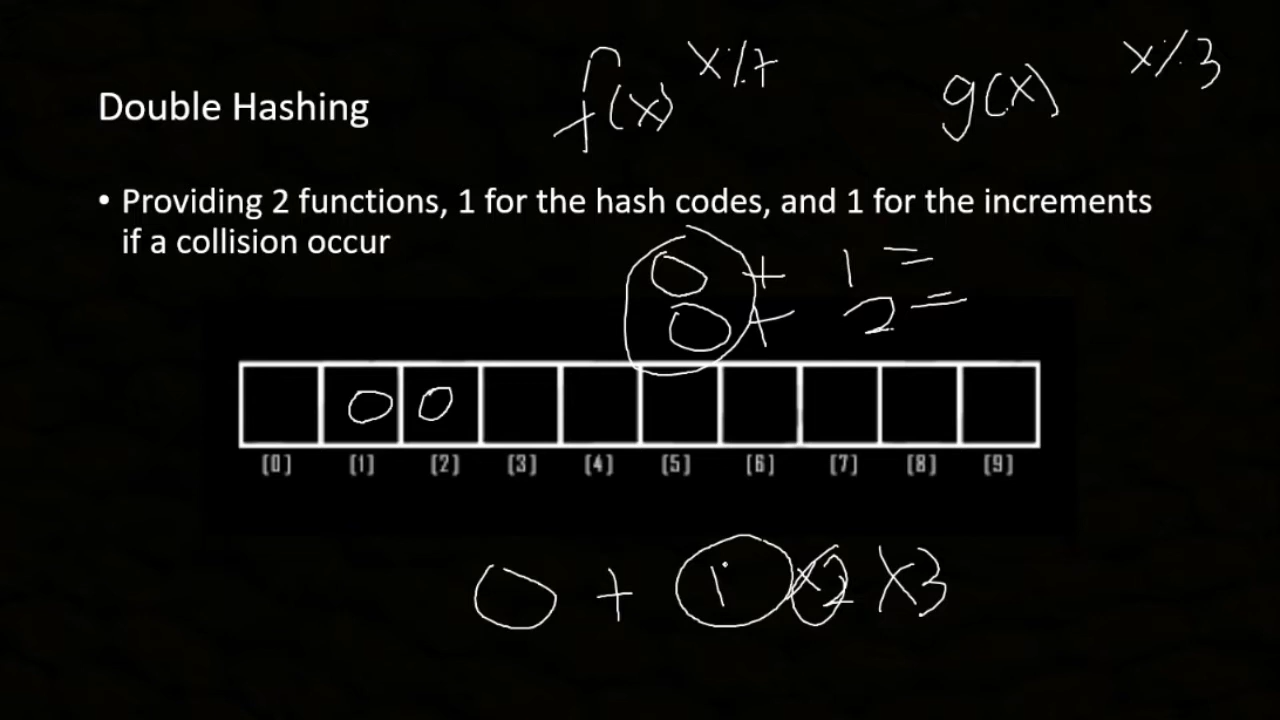 x%7
x%3
Double Hashing
f(x)
g(x)
• Providing 2 functions, 1 for the hash codes, and 1 for the increments
if a collision occur
0 + 1 =
0 + 2 =
0 0
[0] [1] [2] [3] [4] [5] [6] [7] [8] [9]
0 + 1 x2 x3